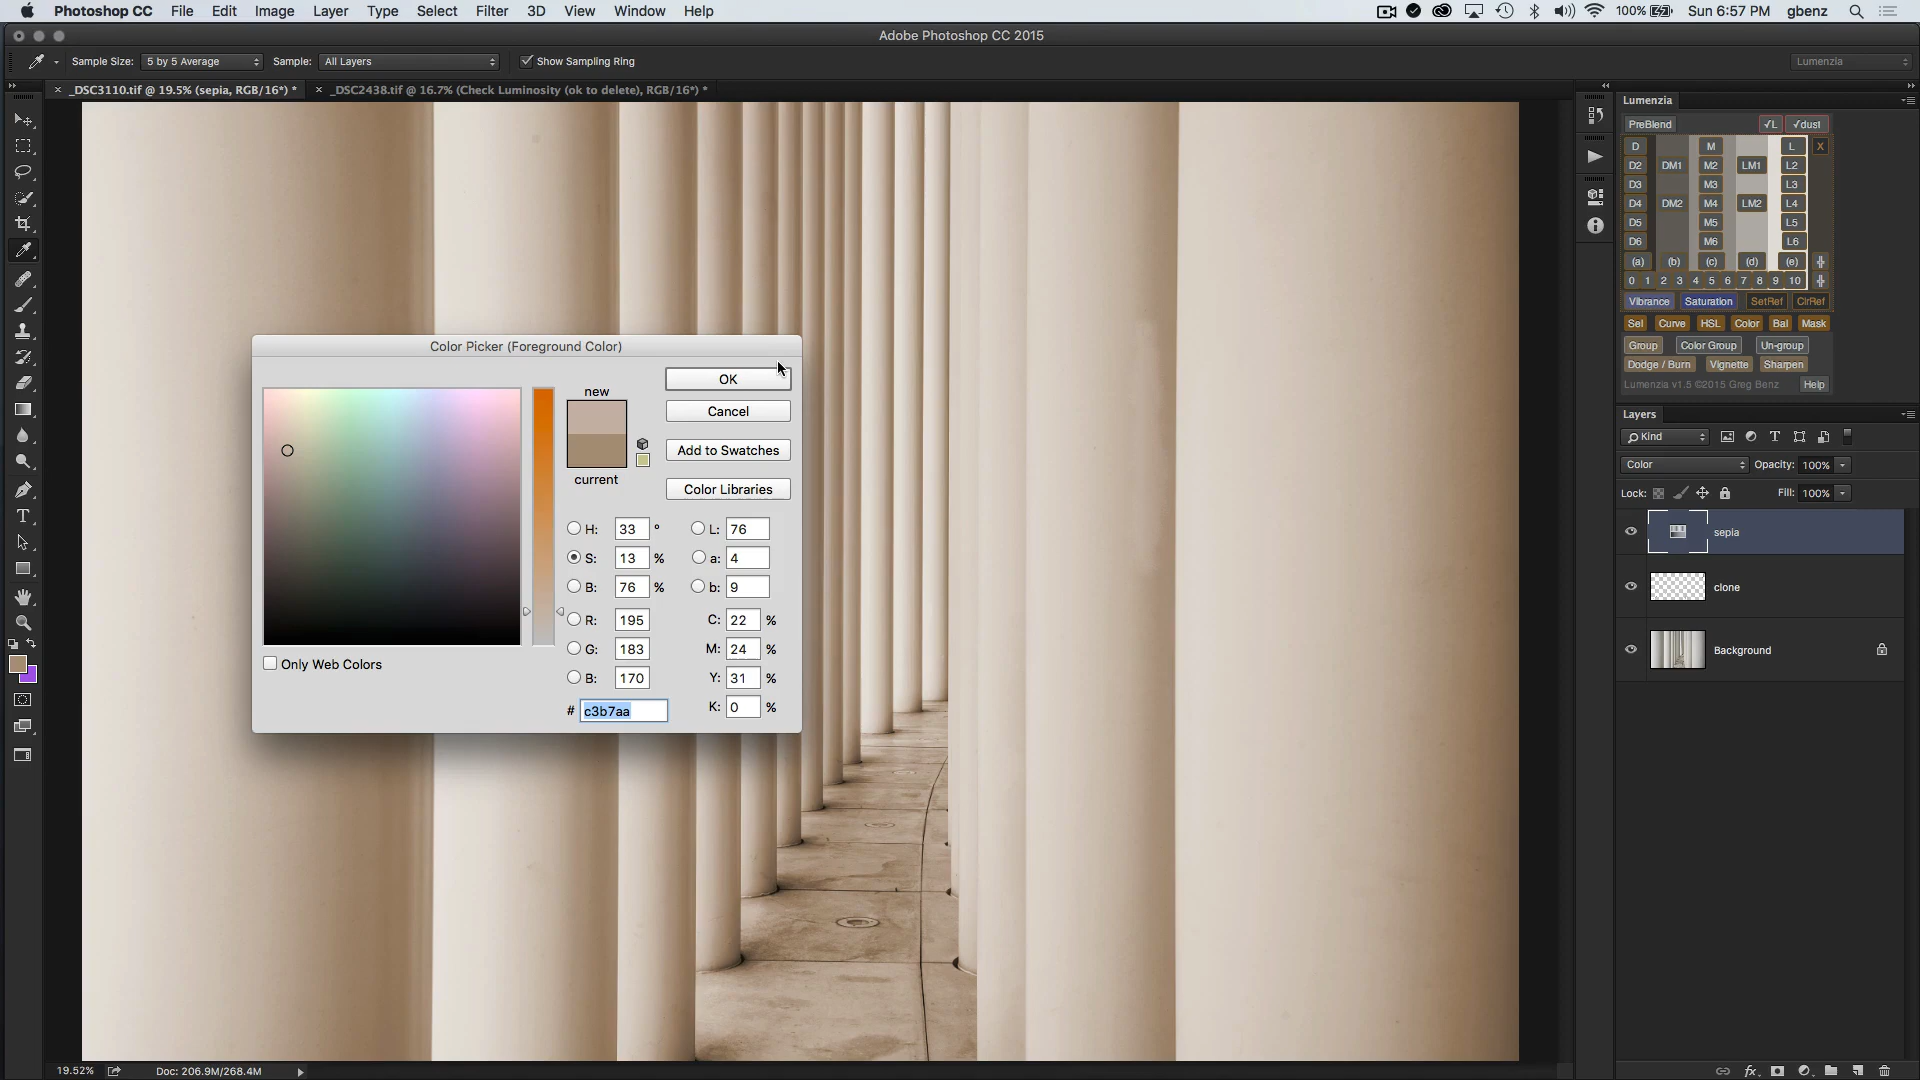 Photoshop CC File Edit Image Layer Type Select Filter 3D View Window Help 100% Sun 6:57 PM gbenz
Adobe Photoshop CC 2015
Sample Size: 5 by 5 Average Sample: All Layers Show Sampling Ring Lumenzia
× _DSC3110.tif @ 19.5% (sepia, RGB/16*) * × _DSC2438.tif @ 16.7% (Check Luminosity (ok to delete), RGB/16*) *
Lumenzia
PreBlend √L √dust
D M L X
D2 DM1 M2 LM1 L2
D3 M3 L3
D4 DM2 M4 LM2 L4
D5 M5 L5
D6 M6 L6
(a) (b) (c) (d) (e)
0 1 2 3 4 5 6 7 8 9 10
Vibrance Saturation SetRef ClrRef
Sel Curve HSL Color Bal Mask
Group Color Group Un-group
Dodge / Burn Vignette Sharpen
Lumenzia v1.5 ©2015 Greg Benz Help
Layers
Kind
Color Opacity: 100%
Lock: Fill: 100%
sepia
clone
Background
Color Picker (Foreground Color)
new
current
OK
Cancel
Add to Swatches
Color Libraries
H: 33 ° L: 76
S: 13 % a: 4
B: 76 % b: 9
R: 195 C: 22 %
G: 183 M: 24 %
B: 170 Y: 31 %
# c3b7aa K: 0 %
Only Web Colors
T
19.52% Doc: 206.9M/268.4M
fx